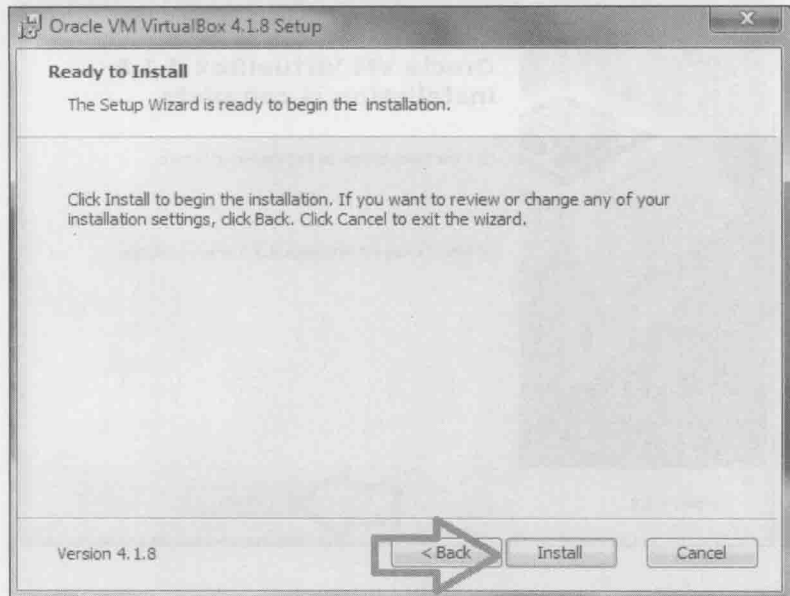 Oracle VM VirtualBox 4.1.8 Setup
Ready to Install
The Setup Wizard is ready to begin the installation.
Click Install to begin the installation. If you want to review or change any of your
installation settings, click Back. Click Cancel to exit the wizard.
Version 4.1.8
< Back
Install
Cancel